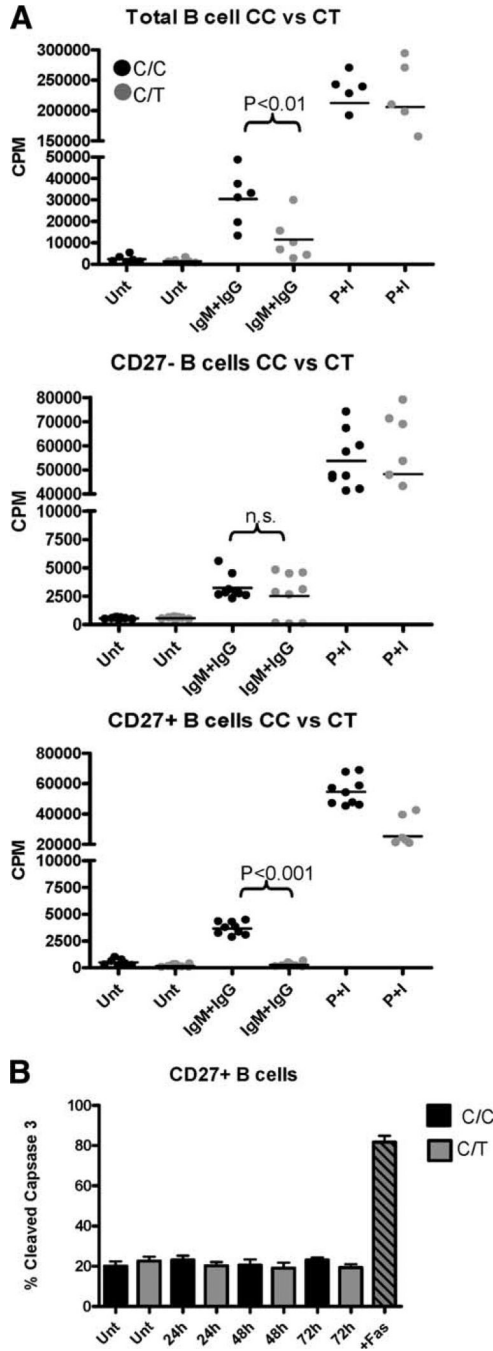 A
Total B cell CC vs CT
300000
250000
200000
150000
50000
40000
30000
20000
10000
0
CPM
C/C
C/T
P<0.01
Unt
Unt
IgM+IgG
IgM+IgG
P+I
P+I
CD27- B cells CC vs CT
80000
70000
60000
50000
40000
10000
7500
5000
2500
0
CPM
n.s.
Unt
Unt
IgM+IgG
IgM+IgG
P+I
P+I
CD27+ B cells CC vs CT
80000
60000
40000
20000
10000
7500
5000
2500
0
CPM
P<0.001
Unt
Unt
IgM+IgG
IgM+IgG
P+I
P+I
B
CD27+ B cells
100
80
60
40
20
0
% Cleaved Capsase 3
C/C
C/T
Unt
Unt
24h
24h
48h
48h
72h
72h
+Fas